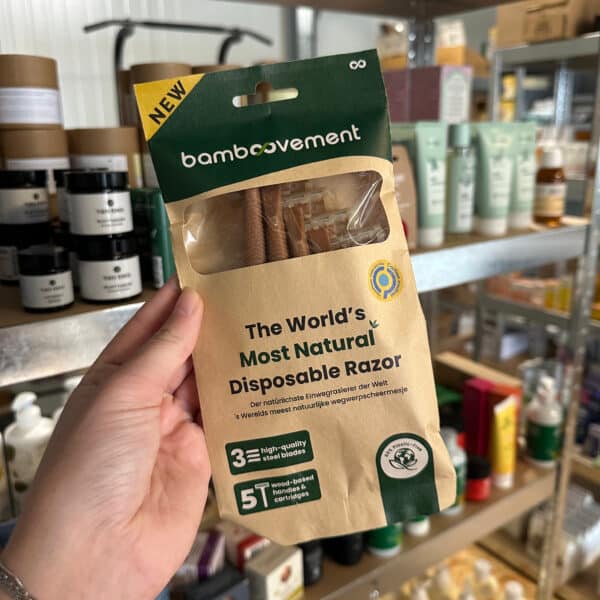 NEW
bamboovement
The World's
Most Natural
Disposable Razor
Der natürlichste Einwegrasierer der Welt
's Werelds meest natuurlijke wegwerpscheermesje
3 high-quality
steel blades
5 wood-based
handles &
cartridges